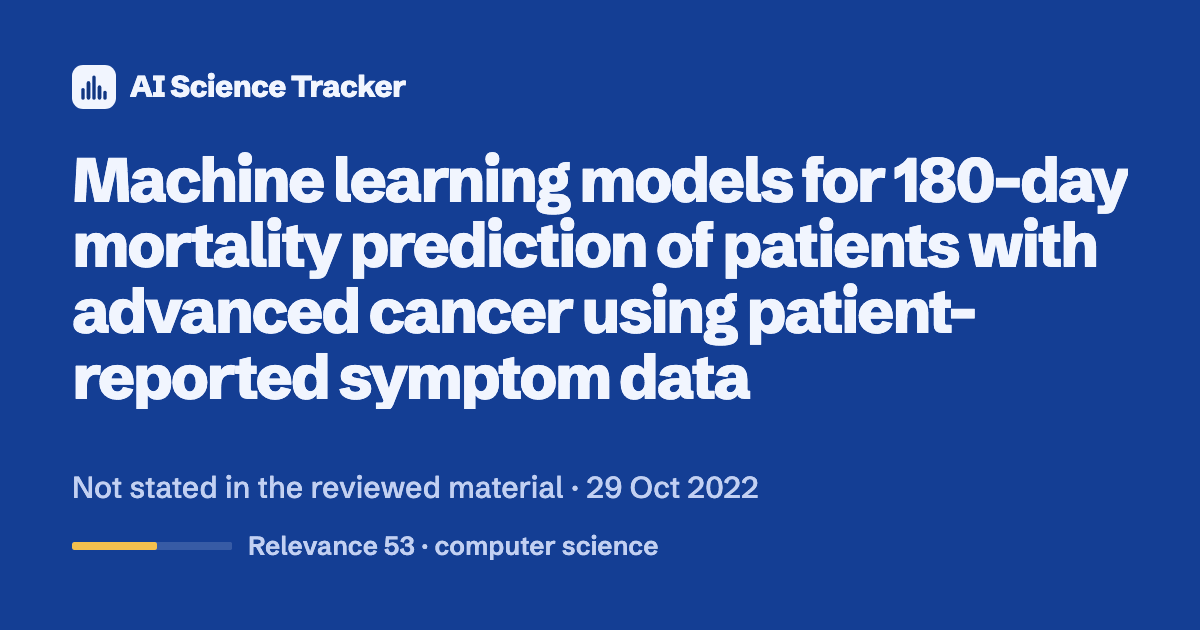 AI Science Tracker
Machine learning models for 180-day
mortality prediction of patients with
advanced cancer using patient-
reported symptom data
Not stated in the reviewed material · 29 Oct 2022
Relevance 53 · computer science